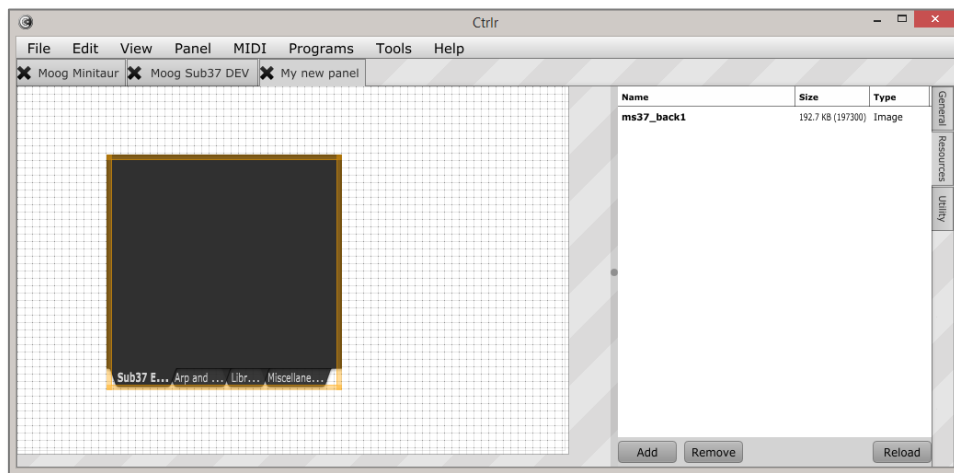 Ctrlr
File Edit View Panel MIDI Programs Tools Help
Moog Minitaur Moog Sub37 DEV My new panel
Name Size Type
ms37_back1 192.7 KB (197300) Image
General
Resources
Utility
Sub37 E... Arp and ... Libr... Miscellane...
Add Remove Reload